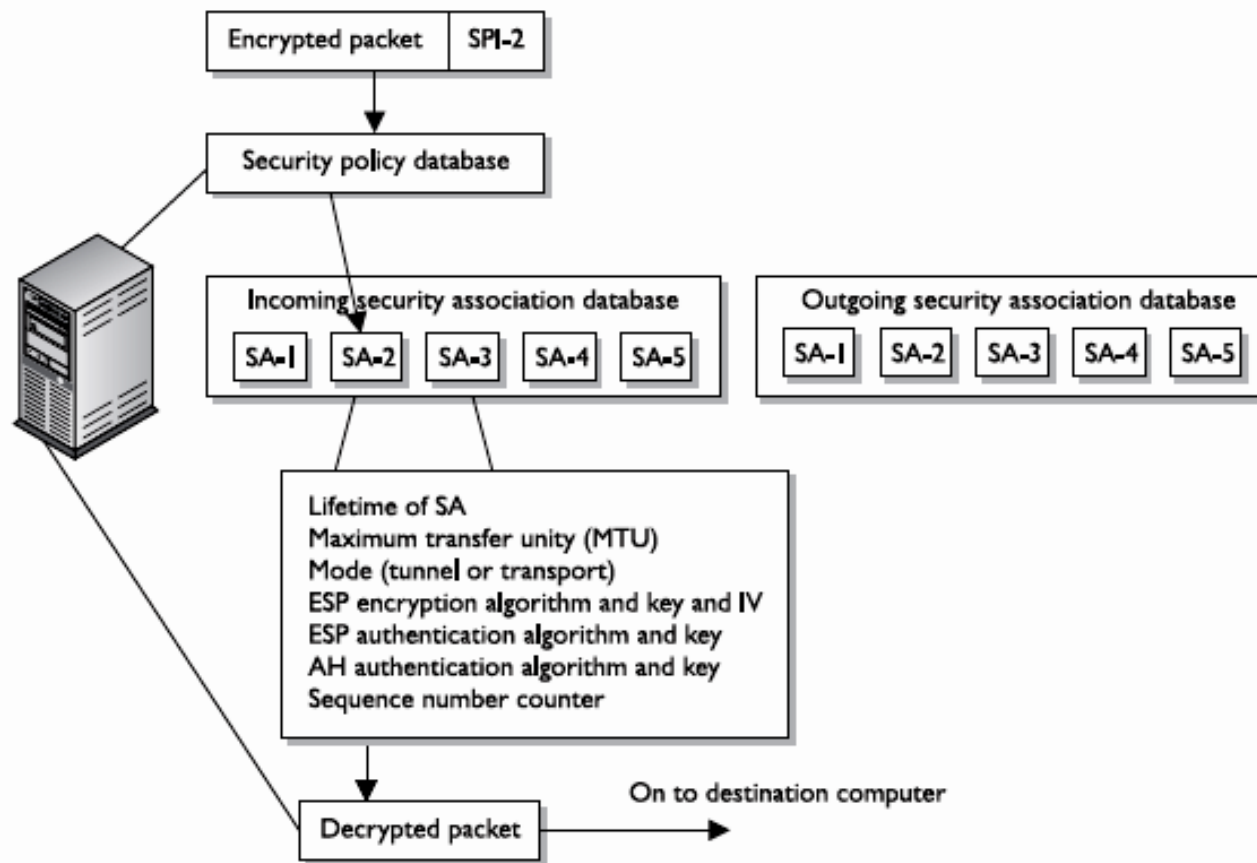 Encrypted packet SPI-2
Security policy database
Incoming security association database
SA-1 SA-2 SA-3 SA-4 SA-5
Outgoing security association database
SA-1 SA-2 SA-3 SA-4 SA-5
Lifetime of SA
Maximum transfer unity (MTU)
Mode (tunnel or transport)
ESP encryption algorithm and key and IV
ESP authentication algorithm and key
AH authentication algorithm and key
Sequence number counter
Decrypted packet
On to destination computer